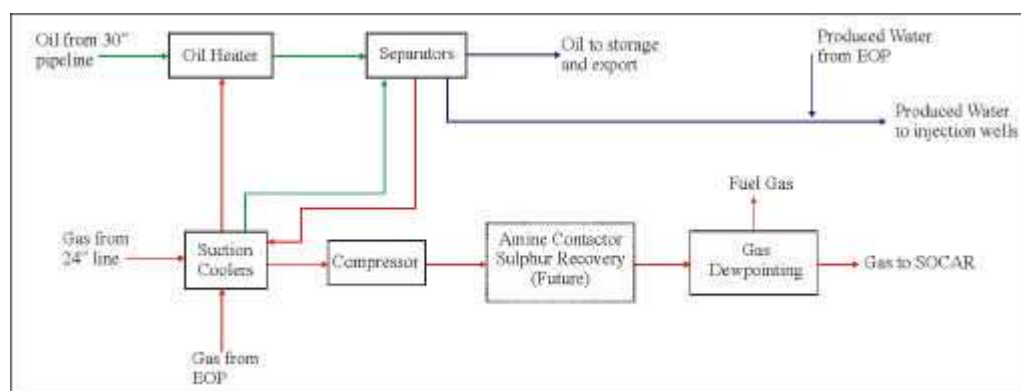 Oil from 30"
pipeline
Oil Heater
Separators
Oil to storage
and export
Produced Water
from EOP
Produced Water
to injection wells
Fuel Gas
Gas from
24" line
Suction
Coolers
Compressor
Amine Contactor
Sulphur Recovery
(Future)
Gas
Dewpointing
Gas to SOCAR
Gas from
EOP